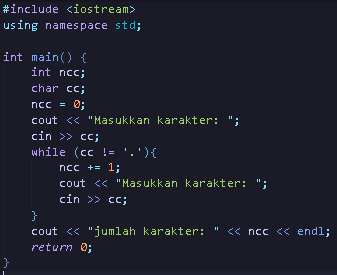 #include <iostream>
using namespace std;

int main() {
    int ncc;
    char cc;
    ncc = 0;
    cout << "Masukkan karakter: ";
    cin >> cc;
    while (cc != '.'){
        ncc += 1;
        cout << "Masukkan karakter: ";
        cin >> cc;
    }
    cout << "jumlah karakter: " << ncc << endl;
    return 0;
}